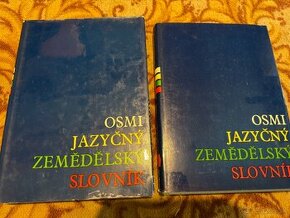 OSMI
JAZYČNÝ
ZEMĚDĚLSKÝ
SLOVNÍK
OSMI
JAZYČNÝ
ZEMĚDĚLSKÝ
SLOVNÍK